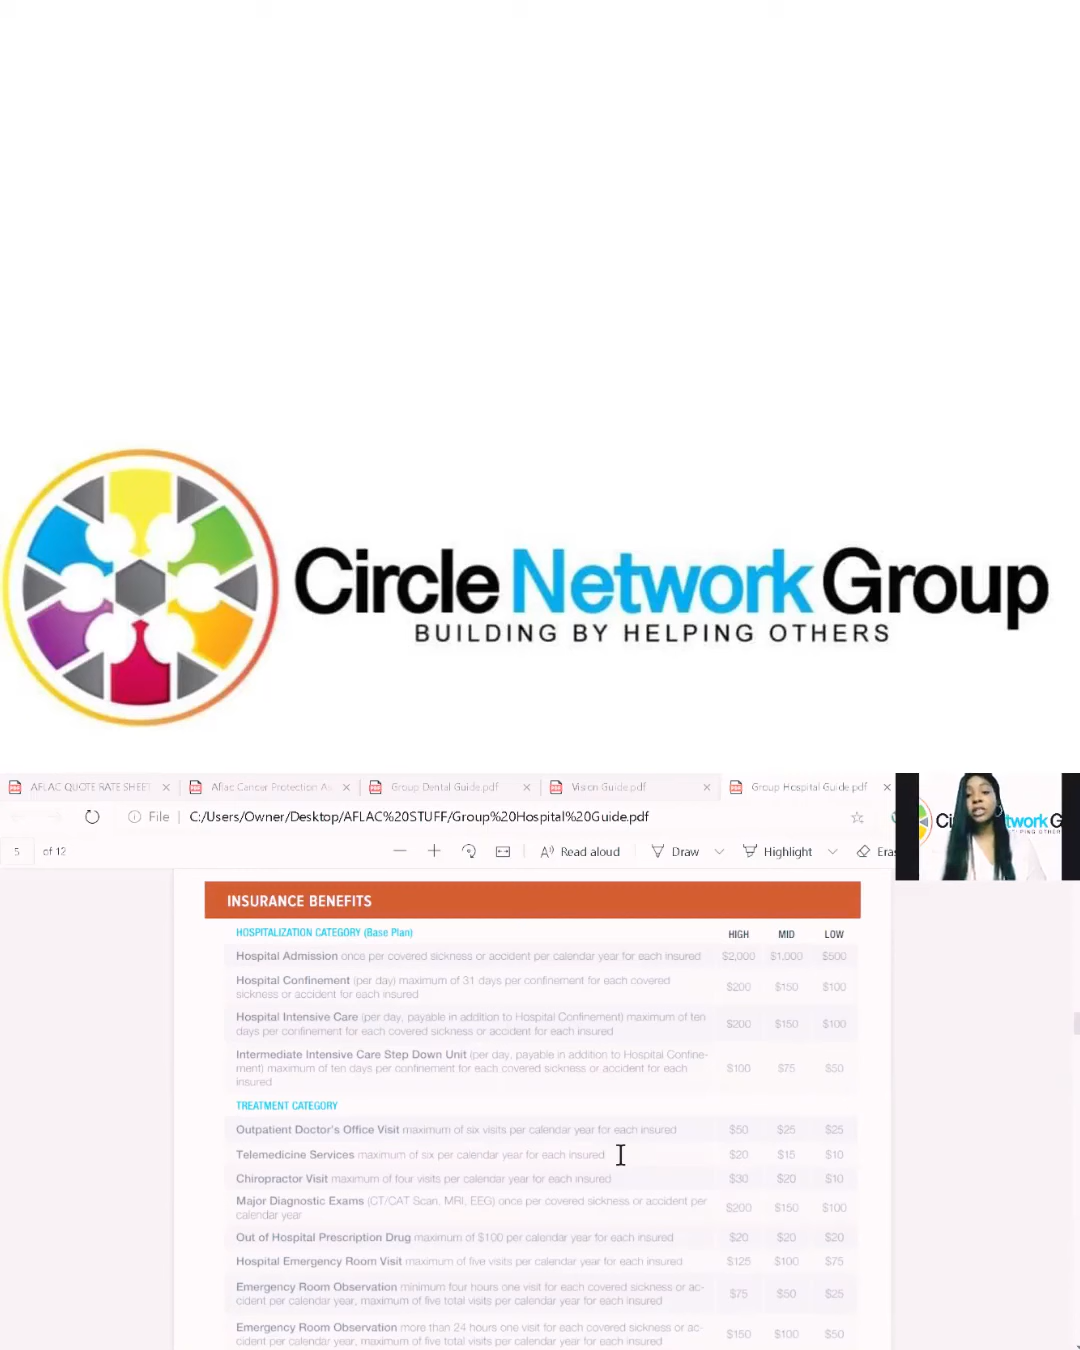 Circle Network Group
BUILDING BY HELPING OTHERS
AFLAC QUOTE RATE SHEET
Aflac Cancer Protection As
Group Dental Guide.pdf
Vision Guide.pdf
Group Hospital Guide.pdf
File
C:/Users/Owner/Desktop/AFLAC%20STUFF/Group%20Hospital%20Guide.pdf
5 of 12
Read aloud
Draw
Highlight
Eras
Ci twork G
INSURANCE BENEFITS
HOSPITALIZATION CATEGORY (Base Plan) HIGH MID LOW
Hospital Admission once per covered sickness or accident per calendar year for each insured $2,000 $1,000 $500
Hospital Confinement (per day) maximum of 31 days per confinement for each covered
sickness or accident for each insured $200 $150 $100
Hospital Intensive Care (per day, payable in addition to Hospital Confinement) maximum of ten
days per confinement for each covered sickness or accident for each insured $200 $150 $100
Intermediate Intensive Care Step Down Unit (per day, payable in addition to Hospital Confine-
ment) maximum of ten days per confinement for each covered sickness or accident for each $100 $75 $50
insured
TREATMENT CATEGORY
Outpatient Doctor's Office Visit maximum of six visits per calendar year for each insured $50 $25 $25
Telemedicine Services maximum of six per calendar year for each insured $20 $15 $10
Chiropractor Visit maximum of four visits per calendar year for each insured $30 $20 $10
Major Diagnostic Exams (CT/CAT Scan, MRI, EEG) once per covered sickness or accident per
calendar year $200 $150 $100
Out of Hospital Prescription Drug maximum of $100 per calendar year for each insured $20 $20 $20
Hospital Emergency Room Visit maximum of five visits per calendar year for each insured $125 $100 $75
Emergency Room Observation minimum four hours one visit for each covered sickness or ac-
cident per calendar year, maximum of five total visits per calendar year for each insured $75 $50 $25
Emergency Room Observation more than 24 hours one visit for each covered sickness or ac-
cident per calendar year, maximum of five total visits per calendar year for each insured $150 $100 $50